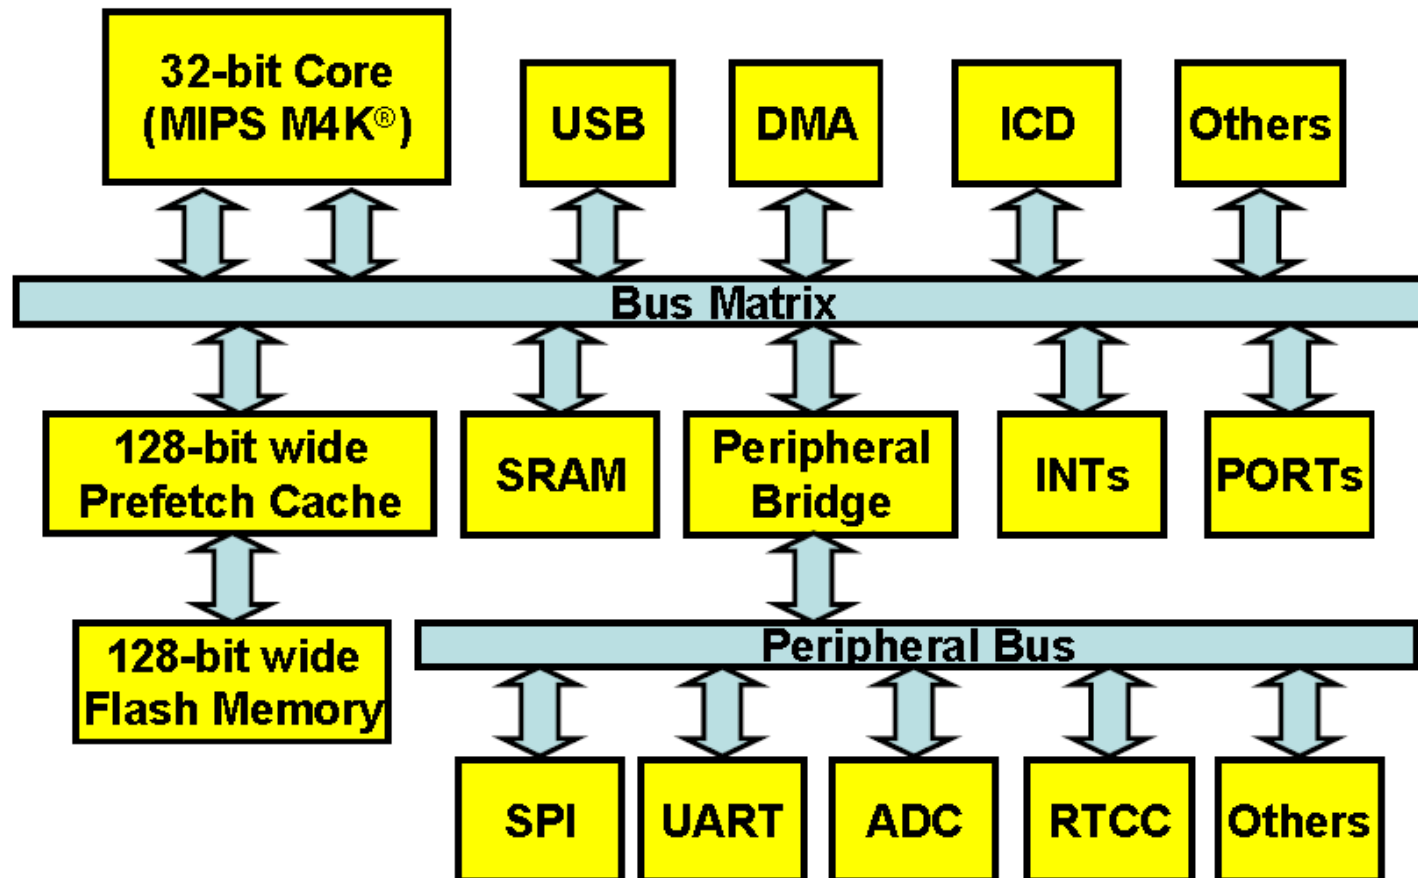 32-bit Core
(MIPS M4K®)
USB
DMA
ICD
Others
Bus Matrix
128-bit wide
Prefetch Cache
SRAM
Peripheral
Bridge
INTs
PORTs
128-bit wide
Flash Memory
Peripheral Bus
SPI
UART
ADC
RTCC
Others